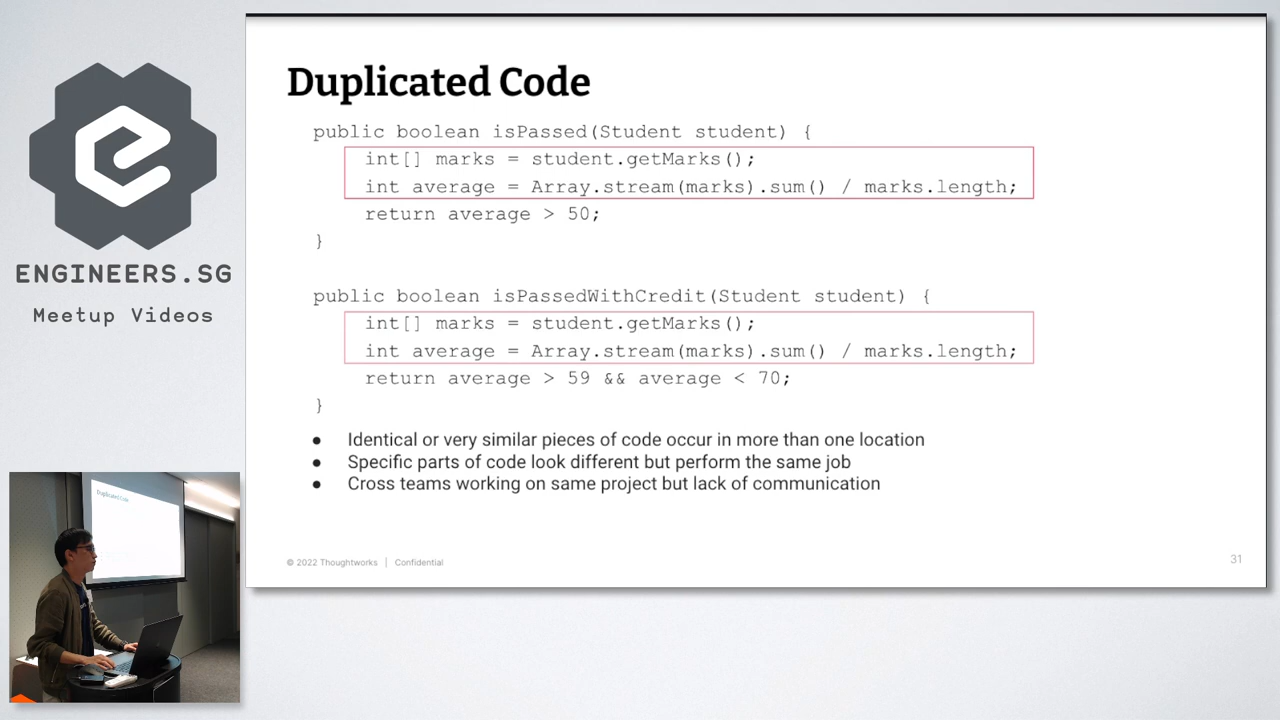 ENGINEERS.SG
Meetup Videos
Duplicated Code
public boolean isPassed(Student student) {
int[] marks = student.getMarks();
int average = Array.stream(marks).sum() / marks.length;
return average > 50;
}
public boolean isPassedWithCredit(Student student) {
int[] marks = student.getMarks();
int average = Array.stream(marks).sum() / marks.length;
return average > 59 && average < 70;
}
● Identical or very similar pieces of code occur in more than one location
● Specific parts of code look different but perform the same job
● Cross teams working on same project but lack of communication
© 2022 Thoughtworks | Confidential
31
Duplicated Code